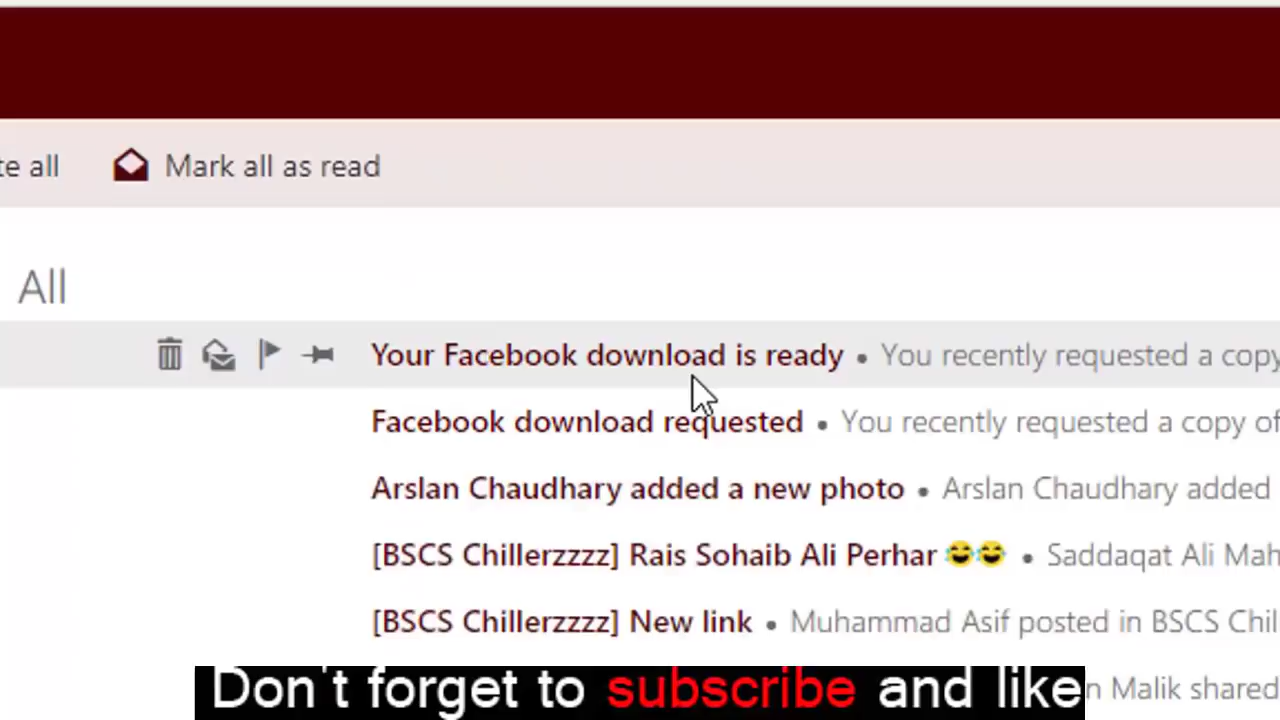 te all Mark all as read
All
Your Facebook download is ready • You recently requested a copy
Facebook download requested • You recently requested a copy of
Arslan Chaudhary added a new photo • Arslan Chaudhary added
[BSCS Chillerzzzz] Rais Sohaib Ali Perhar 😂😂 • Saddaqat Ali Mah
[BSCS Chillerzzzz] New link • Muhammad Asif posted in BSCS Chil
Don't forget to subscribe and like n Malik shared